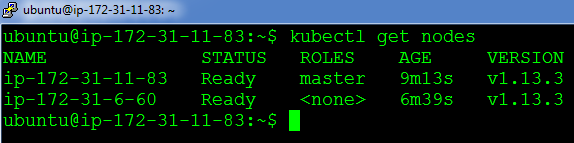 ubuntu@ip-172-31-11-83: ~
ubuntu@ip-172-31-11-83:~$ kubectl get nodes
NAME STATUS ROLES AGE VERSION
ip-172-31-11-83 Ready master 9m13s v1.13.3
ip-172-31-6-60 Ready <none> 6m39s v1.13.3
ubuntu@ip-172-31-11-83:~$